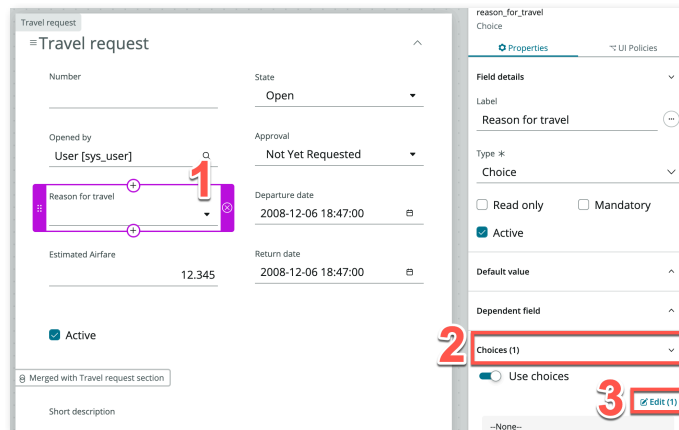 Travel request
Travel request
Number
State
Open
Opened by
User [sys_user]
Approval
Not Yet Requested
1
Reason for travel
Departure date
2008-12-06 18:47:00
Estimated Airfare
12.345
Return date
2008-12-06 18:47:00
Active
Merged with Travel request section
Short description
reason_for_travel
Choice
Properties
UI Policies
Field details
Label
Reason for travel
Type *
Choice
Read only
Mandatory
Active
Default value
Dependent field
2
Choices (1)
Use choices
3
Edit (1)
--None--